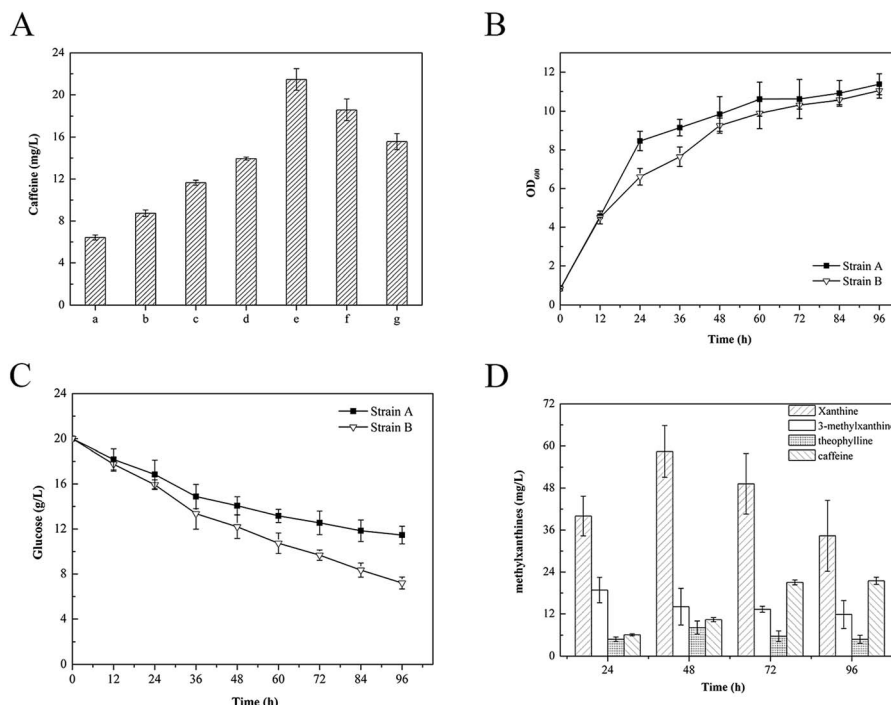 A
24
20
16
12
8
4
0
Caffeine (mg/L)
a b c d e f g
B
12
10
8
6
4
2
0
OD600
Strain A
Strain B
0 12 24 36 48 60 72 84 96
Time (h)
C
24
20
16
12
8
4
0
Glucose (g/L)
Strain A
Strain B
0 12 24 36 48 60 72 84 96
Time (h)
D
72
60
48
36
24
12
0
methylxanthines (mg/L)
Xanthine
3-methylxanthine
theophylline
caffeine
24 48 72 96
Time (h)